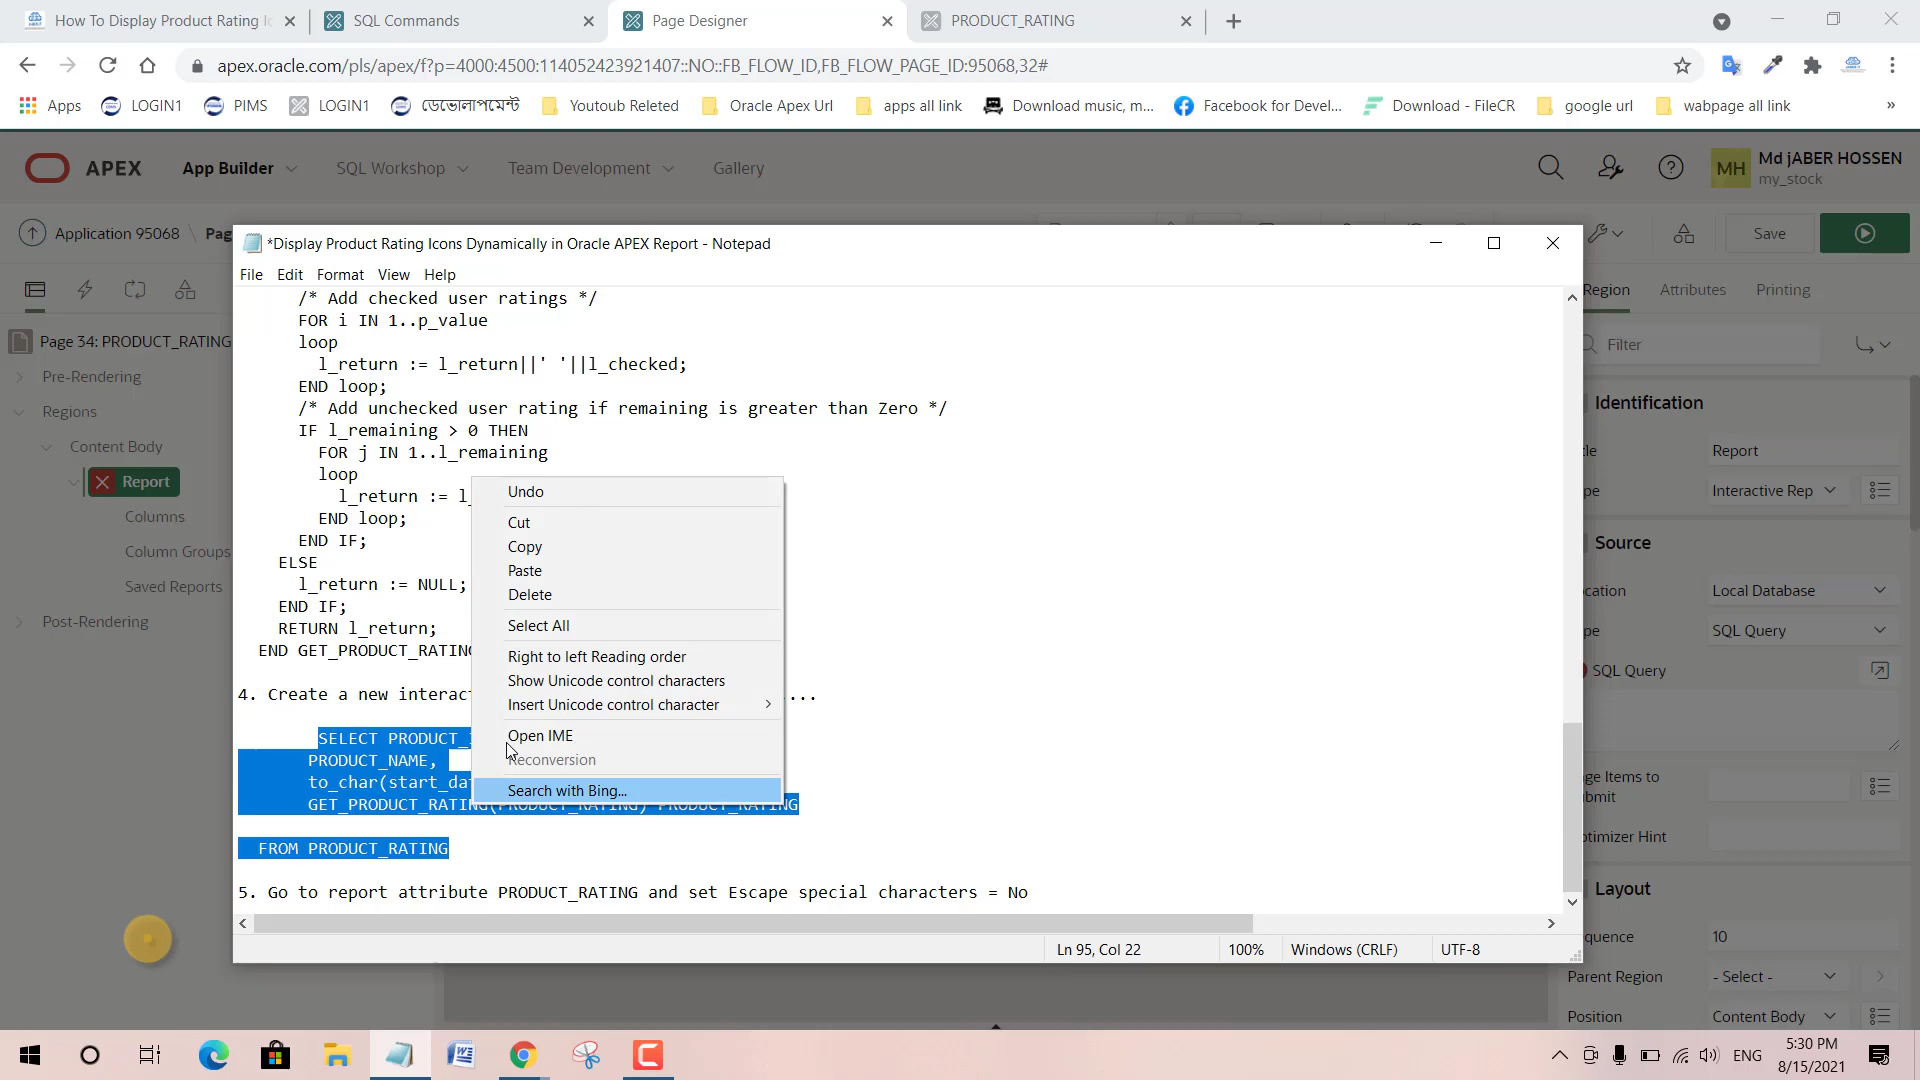 How To Display Product Rating Ic
SQL Commands
Page Designer
PRODUCT_RATING
apex.oracle.com/pls/apex/f?p=4000:4500:114052423921407::NO::FB_FLOW_ID,FB_FLOW_PAGE_ID:95068,32#
Apps
LOGIN1
PIMS
LOGIN1
ডেভোলাপমেন্ট
Youtoub Releted
Oracle Apex Url
apps all link
Download music, m...
Facebook for Devel...
Download - FileCR
google url
webpage all link
»
APEX
App Builder
SQL Workshop
Team Development
Gallery
MH
Md jABER HOSSEN
my_stock
Application 95068
Pag
Save
*Display Product Rating Icons Dynamically in Oracle APEX Report - Notepad
File Edit Format View Help
/* Add checked user ratings */
FOR i IN 1..p_value
loop
l_return := l_return||' '||l_checked;
END loop;
/* Add unchecked user rating if remaining is greater than Zero */
IF l_remaining > 0 THEN
FOR j IN 1..l_remaining
loop
l_return := l_
END loop;
END IF;
ELSE
l_return := NULL;
END IF;
RETURN l_return;
END GET_PRODUCT_RATING
4. Create a new interac ...
SELECT PRODUCT_I
PRODUCT_NAME,
to_char(start_da
GET_PRODUCT_RATING(PRODUCT_RATING) PRODUCT_RATING
FROM PRODUCT_RATING
5. Go to report attribute PRODUCT_RATING and set Escape special characters = No
Undo
Cut
Copy
Paste
Delete
Select All
Right to left Reading order
Show Unicode control characters
Insert Unicode control character
Open IME
Reconversion
Search with Bing...
Ln 95, Col 22
100%
Windows (CRLF)
UTF-8
Page 34: PRODUCT_RATING
Pre-Rendering
Regions
Content Body
Report
Columns
Column Groups
Saved Reports
Post-Rendering
Region
Attributes
Printing
Filter
Identification
tle
Report
pe
Interactive Rep
Source
cation
Local Database
pe
SQL Query
SQL Query
ge Items to
ubmit
ptimizer Hint
Layout
quence
10
Parent Region
- Select -
Position
Content Body
ENG
5:30 PM
8/15/2021